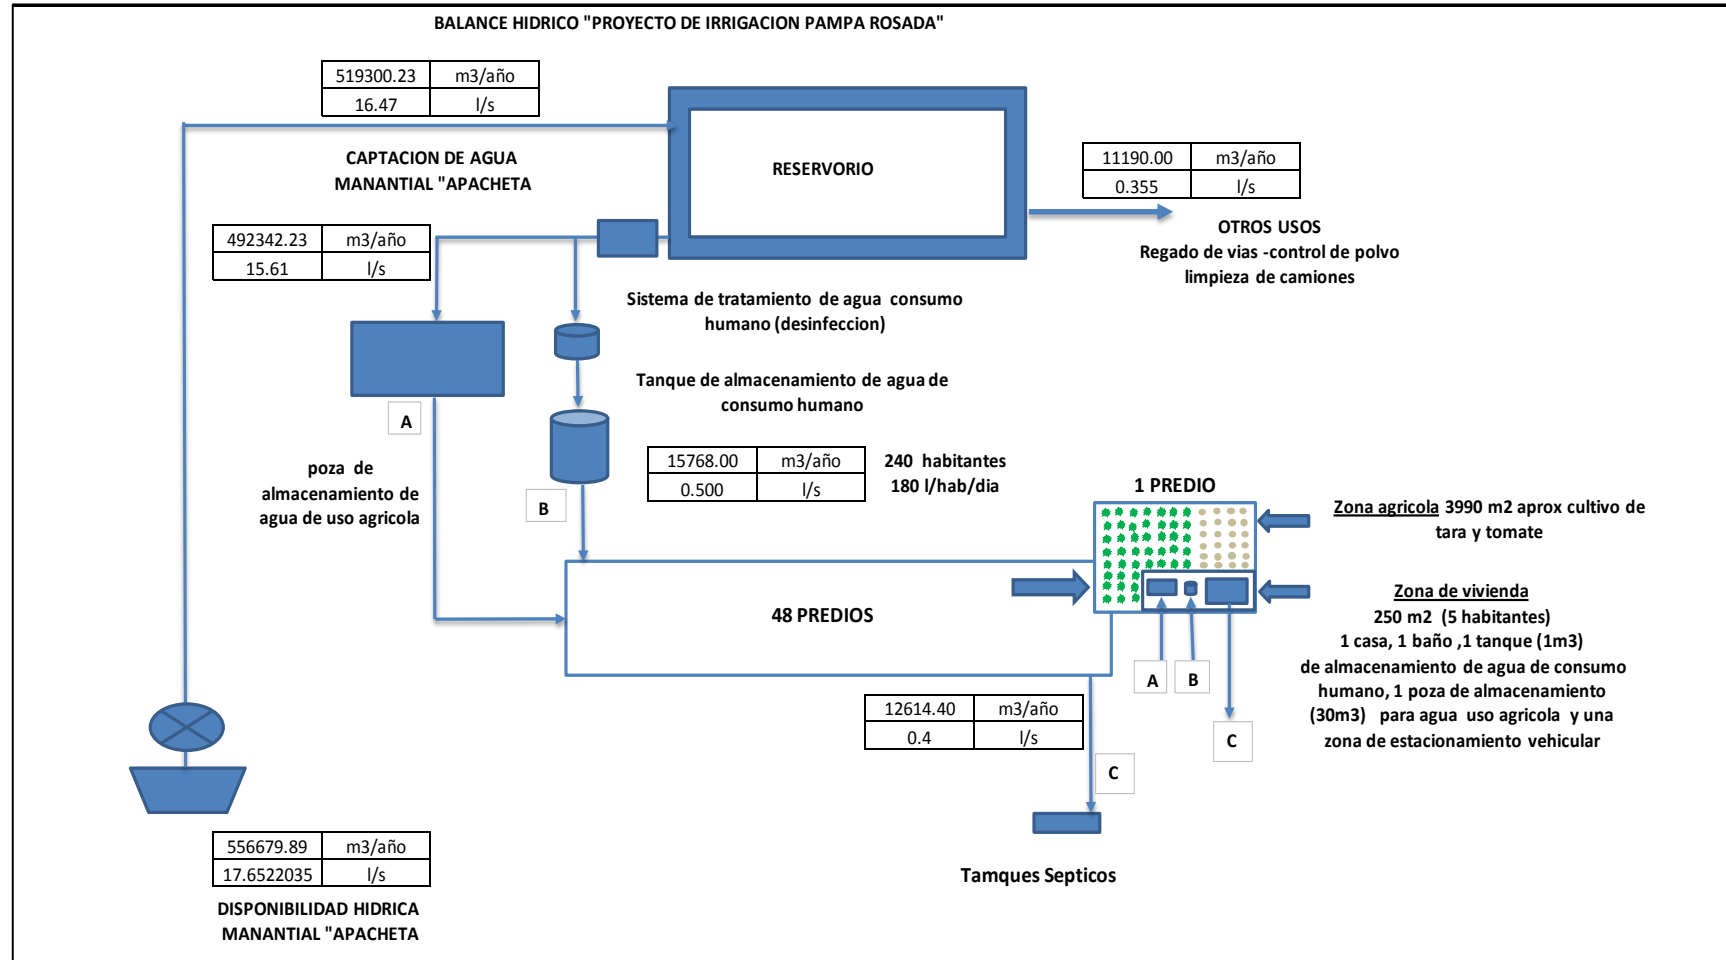 BALANCE HIDRICO "PROYECTO DE IRRIGACION PAMPA ROSADA"
519300.23 m3/año
16.47 l/s
CAPTACION DE AGUA
MANANTIAL "APACHETA
RESERVORIO
11190.00 m3/año
0.355 l/s
OTROS USOS
Regado de vias -control de polvo
limpieza de camiones
492342.23 m3/año
15.61 l/s
Sistema de tratamiento de agua consumo
humano (desinfeccion)
Tanque de almacenamiento de agua de
consumo humano
A
poza de
almacenamiento de
agua de uso agricola
15768.00 m3/año
0.500 l/s
240 habitantes
180 l/hab/dia
B
1 PREDIO
Zona agricola 3990 m2 aprox cultivo de
tara y tomate
48 PREDIOS
Zona de vivienda
250 m2 (5 habitantes)
1 casa, 1 baño ,1 tanque (1m3)
de almacenamiento de agua de consumo
humano, 1 poza de almacenamiento
(30m3) para agua uso agricola y una
zona de estacionamiento vehicular
A
B
C
12614.40 m3/año
0.4 l/s
C
Tamques Septicos
556679.89 m3/año
17.6522035 l/s
DISPONIBILIDAD HIDRICA
MANANTIAL "APACHETA